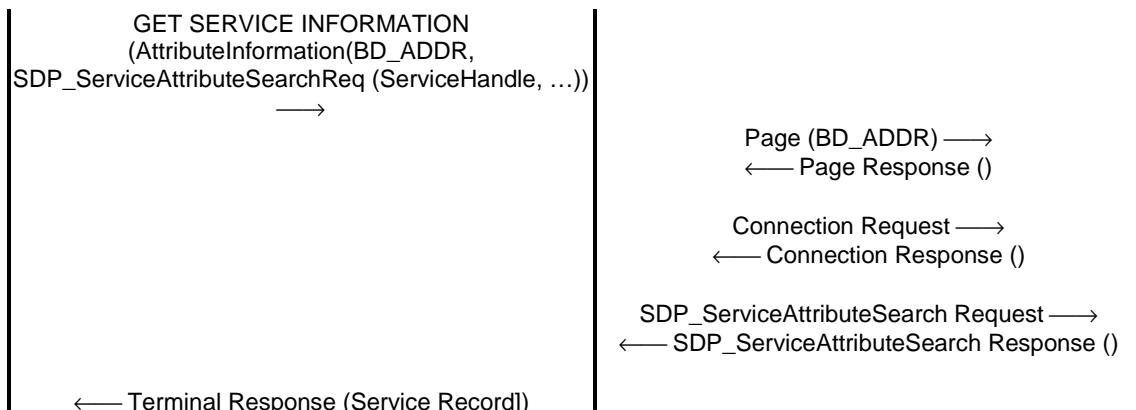 GET SERVICE INFORMATION
(AttributeInformation(BD_ADDR,
SDP_ServiceAttributeSearchReq (ServiceHandle, …))
⟶
Page (BD_ADDR) ⟶
⟵ Page Response ()
Connection Request ⟶
⟵ Connection Response ()
SDP_ServiceAttributeSearch Request ⟶
⟵ SDP_ServiceAttributeSearch Response ()
⟵ Terminal Response (Service Record])